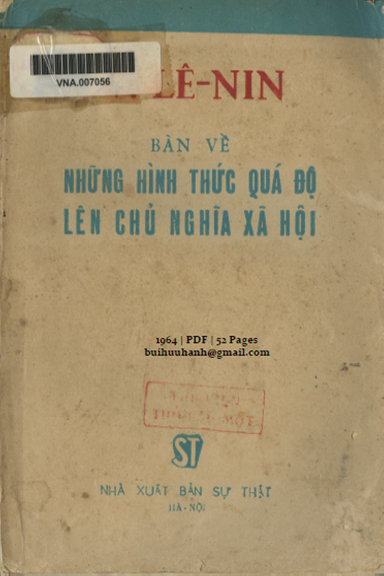 VNA.007056
LÊ-NIN
BÀN VỀ
NHỮNG HÌNH THỨC QUÁ ĐỘ
LÊN CHỦ NGHĨA XÃ HỘI
1964 | PDF | 52 Pages
buihuuhanh@gmail.com
ST
NHÀ XUẤT BẢN SỰ THẬT
HÀ-NỘI